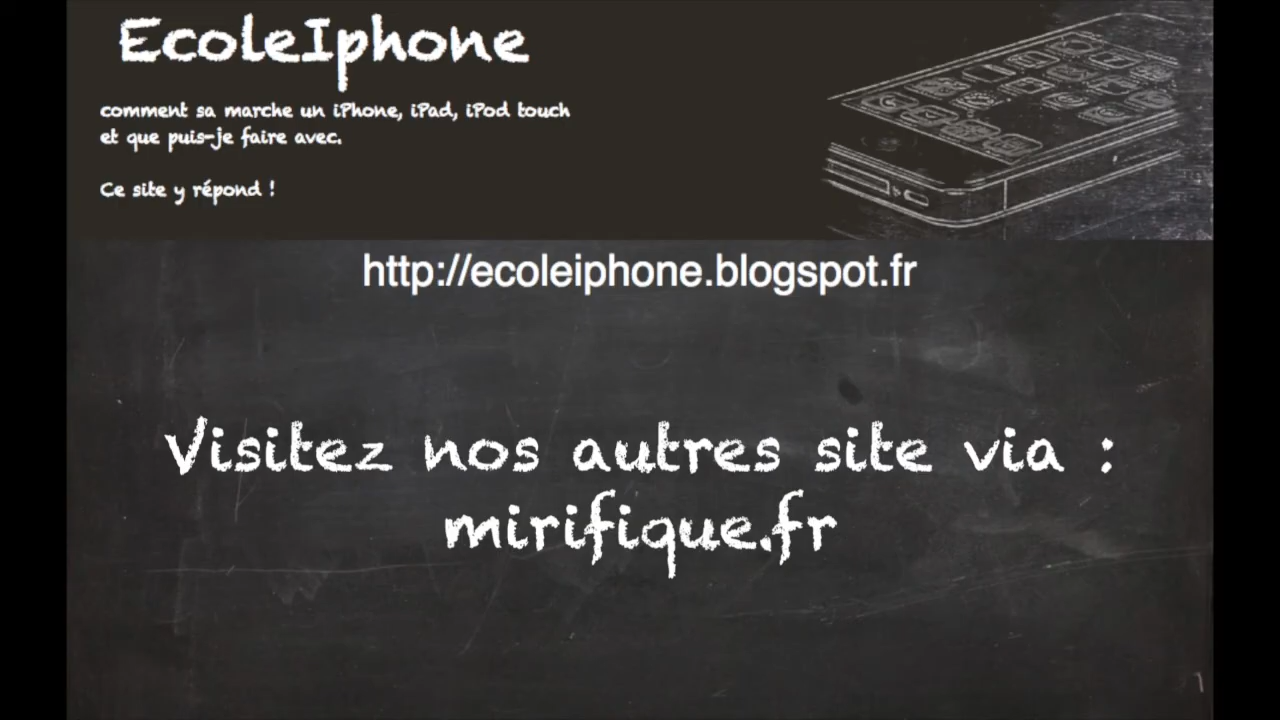 EcoleIphone
comment sa marche un iPhone, iPad, iPod touch
et que puis-je faire avec.
Ce site y répond !
http://ecoleiphone.blogspot.fr
Visitez nos autres site via :
mirifique.fr